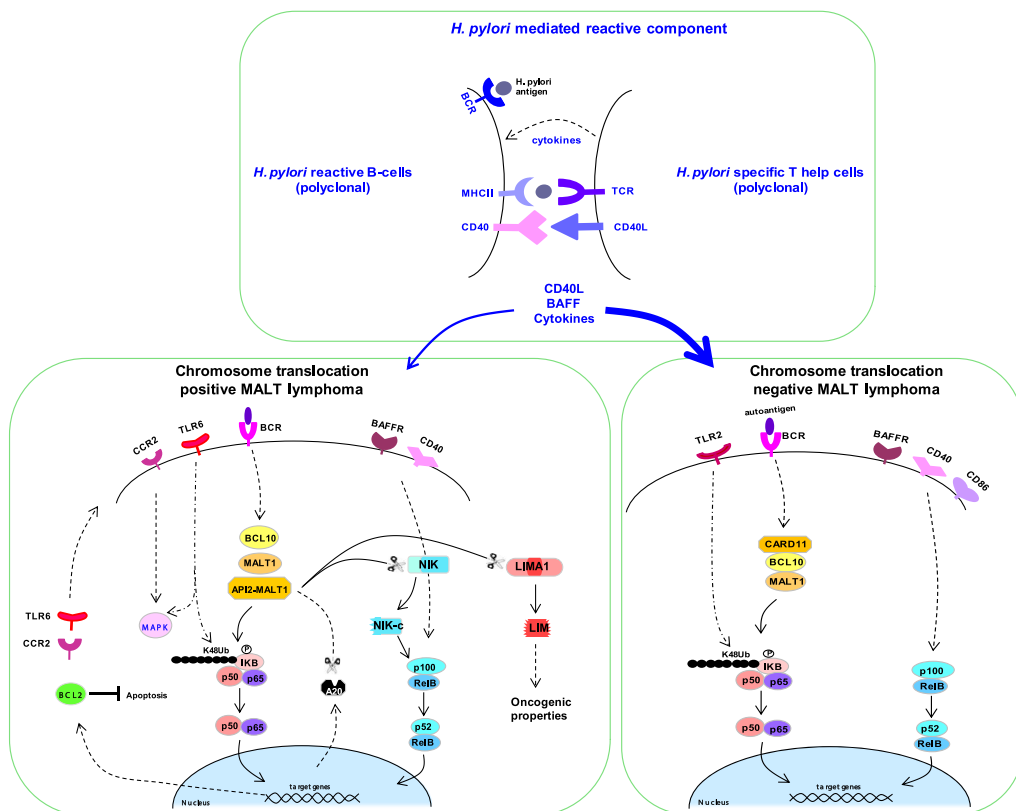 H. pylori mediated reactive component
H. pylori
antigen
BCR
cytokines
H. pylori reactive B-cells
(polyclonal)
H. pylori specific T help cells
(polyclonal)
MHCII
TCR
CD40
CD40L
CD40L
BAFF
Cytokines
Chromosome translocation
positive MALT lymphoma
CCR2
TLR6
BCR
BAFFR
CD40
BCL10
MALT1
API2-MALT1
NIK
LIMA1
TLR6
MAPK
NIK-c
LIM
CCR2
K48Ub
P
IKB
p50
p65
p100
RelB
A20
BCL2
Apoptosis
Oncogenic
properties
p50
p65
p52
RelB
target genes
Nucleus
Chromosome translocation
negative MALT lymphoma
autoantigen
TLR2
BCR
BAFFR
CD40
CD86
CARD11
BCL10
MALT1
K48Ub
P
IKB
p50
p65
p100
RelB
p50
p65
p52
RelB
target genes
Nucleus